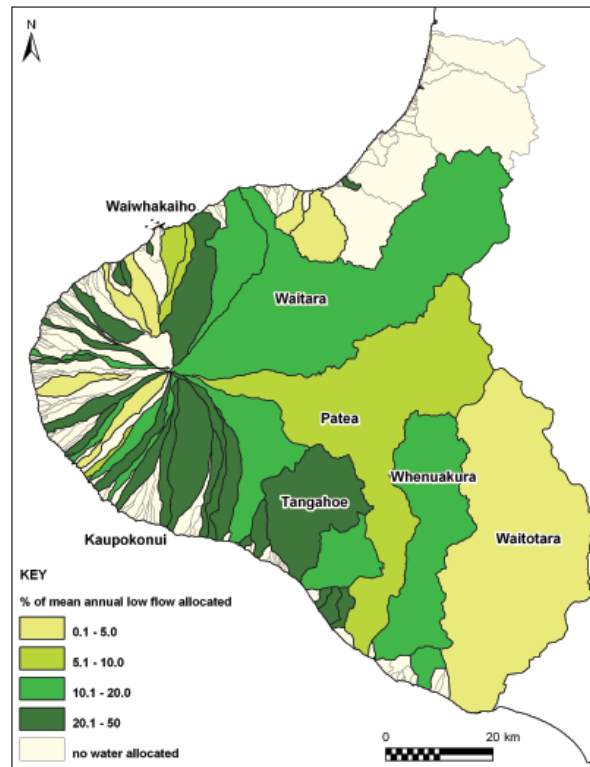 N
Waiwhakaiho
Waitara
Patea
Whenuakura
Tangahoe
Waitotara
Kaupokonui
KEY
% of mean annual low flow allocated
0.1 - 5.0
5.1 - 10.0
10.1 - 20.0
20.1 - 50
no water allocated
0 20 km